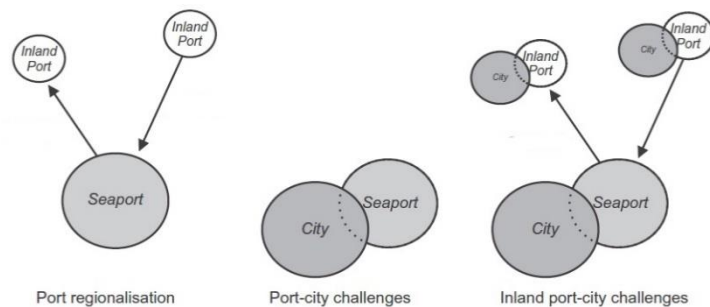 Inland
Port
Inland
Port
Seaport
Port regionalisation
City
Seaport
Port-city challenges
City
Inland
Port
City
Inland
Port
City
Seaport
Inland port-city challenges